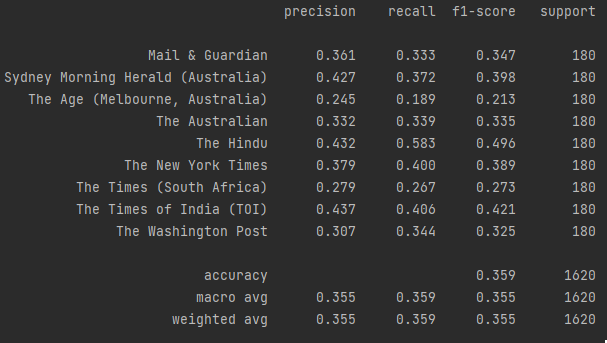 precision recall f1-score support
Mail & Guardian 0.361 0.333 0.347 180
Sydney Morning Herald (Australia) 0.427 0.372 0.398 180
The Age (Melbourne, Australia) 0.245 0.189 0.213 180
The Australian 0.332 0.339 0.335 180
The Hindu 0.432 0.583 0.496 180
The New York Times 0.379 0.400 0.389 180
The Times (South Africa) 0.279 0.267 0.273 180
The Times of India (TOI) 0.437 0.406 0.421 180
The Washington Post 0.307 0.344 0.325 180
accuracy 0.359 1620
macro avg 0.355 0.359 0.355 1620
weighted avg 0.355 0.359 0.355 1620